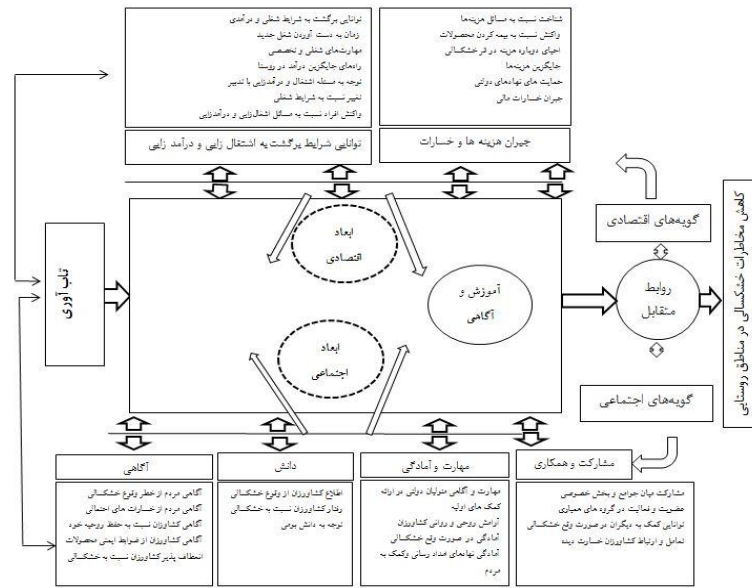 توانایی برگشت به شرایط شغلی و درآمدی
زمان به دست آوردن شغل جدید
مهارت‌های شغلی و تخصصی
راه‌های جایگزین درآمد در روستا
توجه به مسئله اشتغال و درآمدزایی با تدبیر
تغییر نسبت به شرایط شغلی
واکنش افراد نسبت به مسائل اشغال‌زایی و درآمدزایی
توانایی شرایط برگشت به اشتغال زایی و درآمد زایی
شناخت نسبت به مسائل هزینه‌ها
واکنش نسبت به بیمه کردن محصولات
احیای دوباره هزینه در اثر خشکسالی
جایگزین هزینه‌ها
حمایت های نهادهای دولتی
جبران خسارات مالی
جبران هزینه ها و خسارات
تاب آوری
ابعاد
اقتصادی
ابعاد
اجتماعی
آموزش و
آگاهی
گویه‌های اقتصادی
روابط
متقابل
گویه‌های اجتماعی
کاهش مخاطرات خشکسالی در مناطق روستایی
آگاهی
آگاهی مردم از خطر وقوع خشکسالی
آگاهی مردم از خسارات های احتمالی
آگاهی کشاورزان نسبت به حفظ روحیه خود
آگاهی کشاورزان از ضوابط ایمنی محصولات
انعطاف پذیر کشاورزان نسبت به خشکسالی
دانش
اطلاع کشاورزان از وقوع خشکسالی
رفتار کشاورزان نسبت به خشکسالی
توجه به دانش بومی
مهارت و آمادگی
مهارت و آگاهی متولیان دولتی در ارائه
کمک های اولیه
آرامش روحی و روانی کشاورزان
آمادگی در صورت وقع خشکسالی
آمادگی نهادهای امداد رسانی وکمک به
مردم
مشارکت و همکاری
مشارکت میان جوامع و بخش خصوصی
عضویت و فعالیت در گروه های همیاری
توانایی کمک به دیگران در صورت وقع خشکسالی
تعامل و ارتباط کشاورزان خسارت دیده